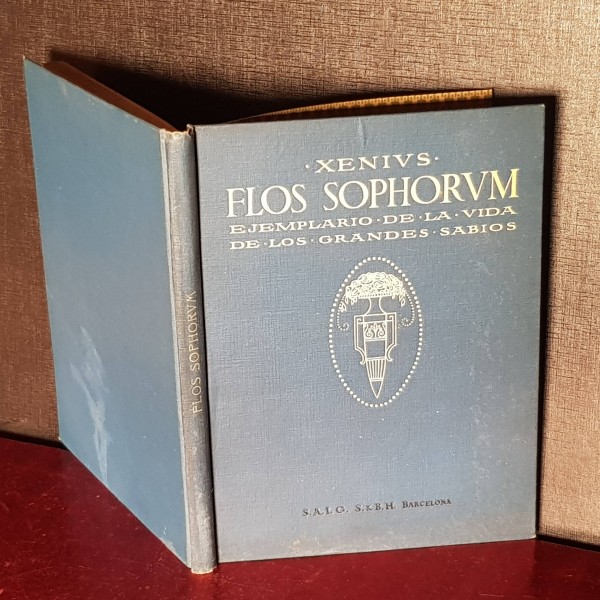 ·XENIVS·
FLOS SOPHORVM
EJEMPLARIO·DE·LA·VIDA
DE·LOS·GRANDES·SABIOS
S.A.I.G. S.&B.H. BARCELONA
FLOS SOPHORVM